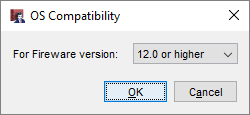 OS Compatibility
For Fireware version: 12.0 or higher
OK Cancel